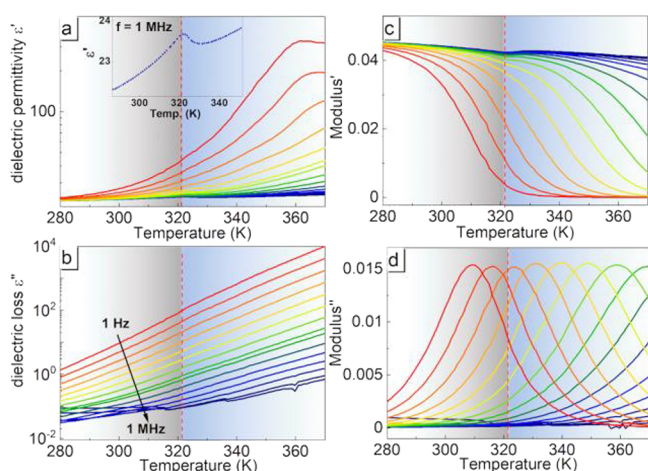 a
f = 1 MHz
24
23
ε'
300
320
340
Temp. (K)
dielectric permittivity ε'
100
280
300
320
340
360
Temperature (K)
c
Modulus'
0.04
0.02
0
280
300
320
340
360
Temperature (K)
b
dielectric loss ε"
10⁴
10²
10⁰
10⁻²
1 Hz
1 MHz
280
300
320
340
360
Temperature (K)
d
Modulus"
0.015
0.01
0.005
0
280
300
320
340
360
Temperature (K)